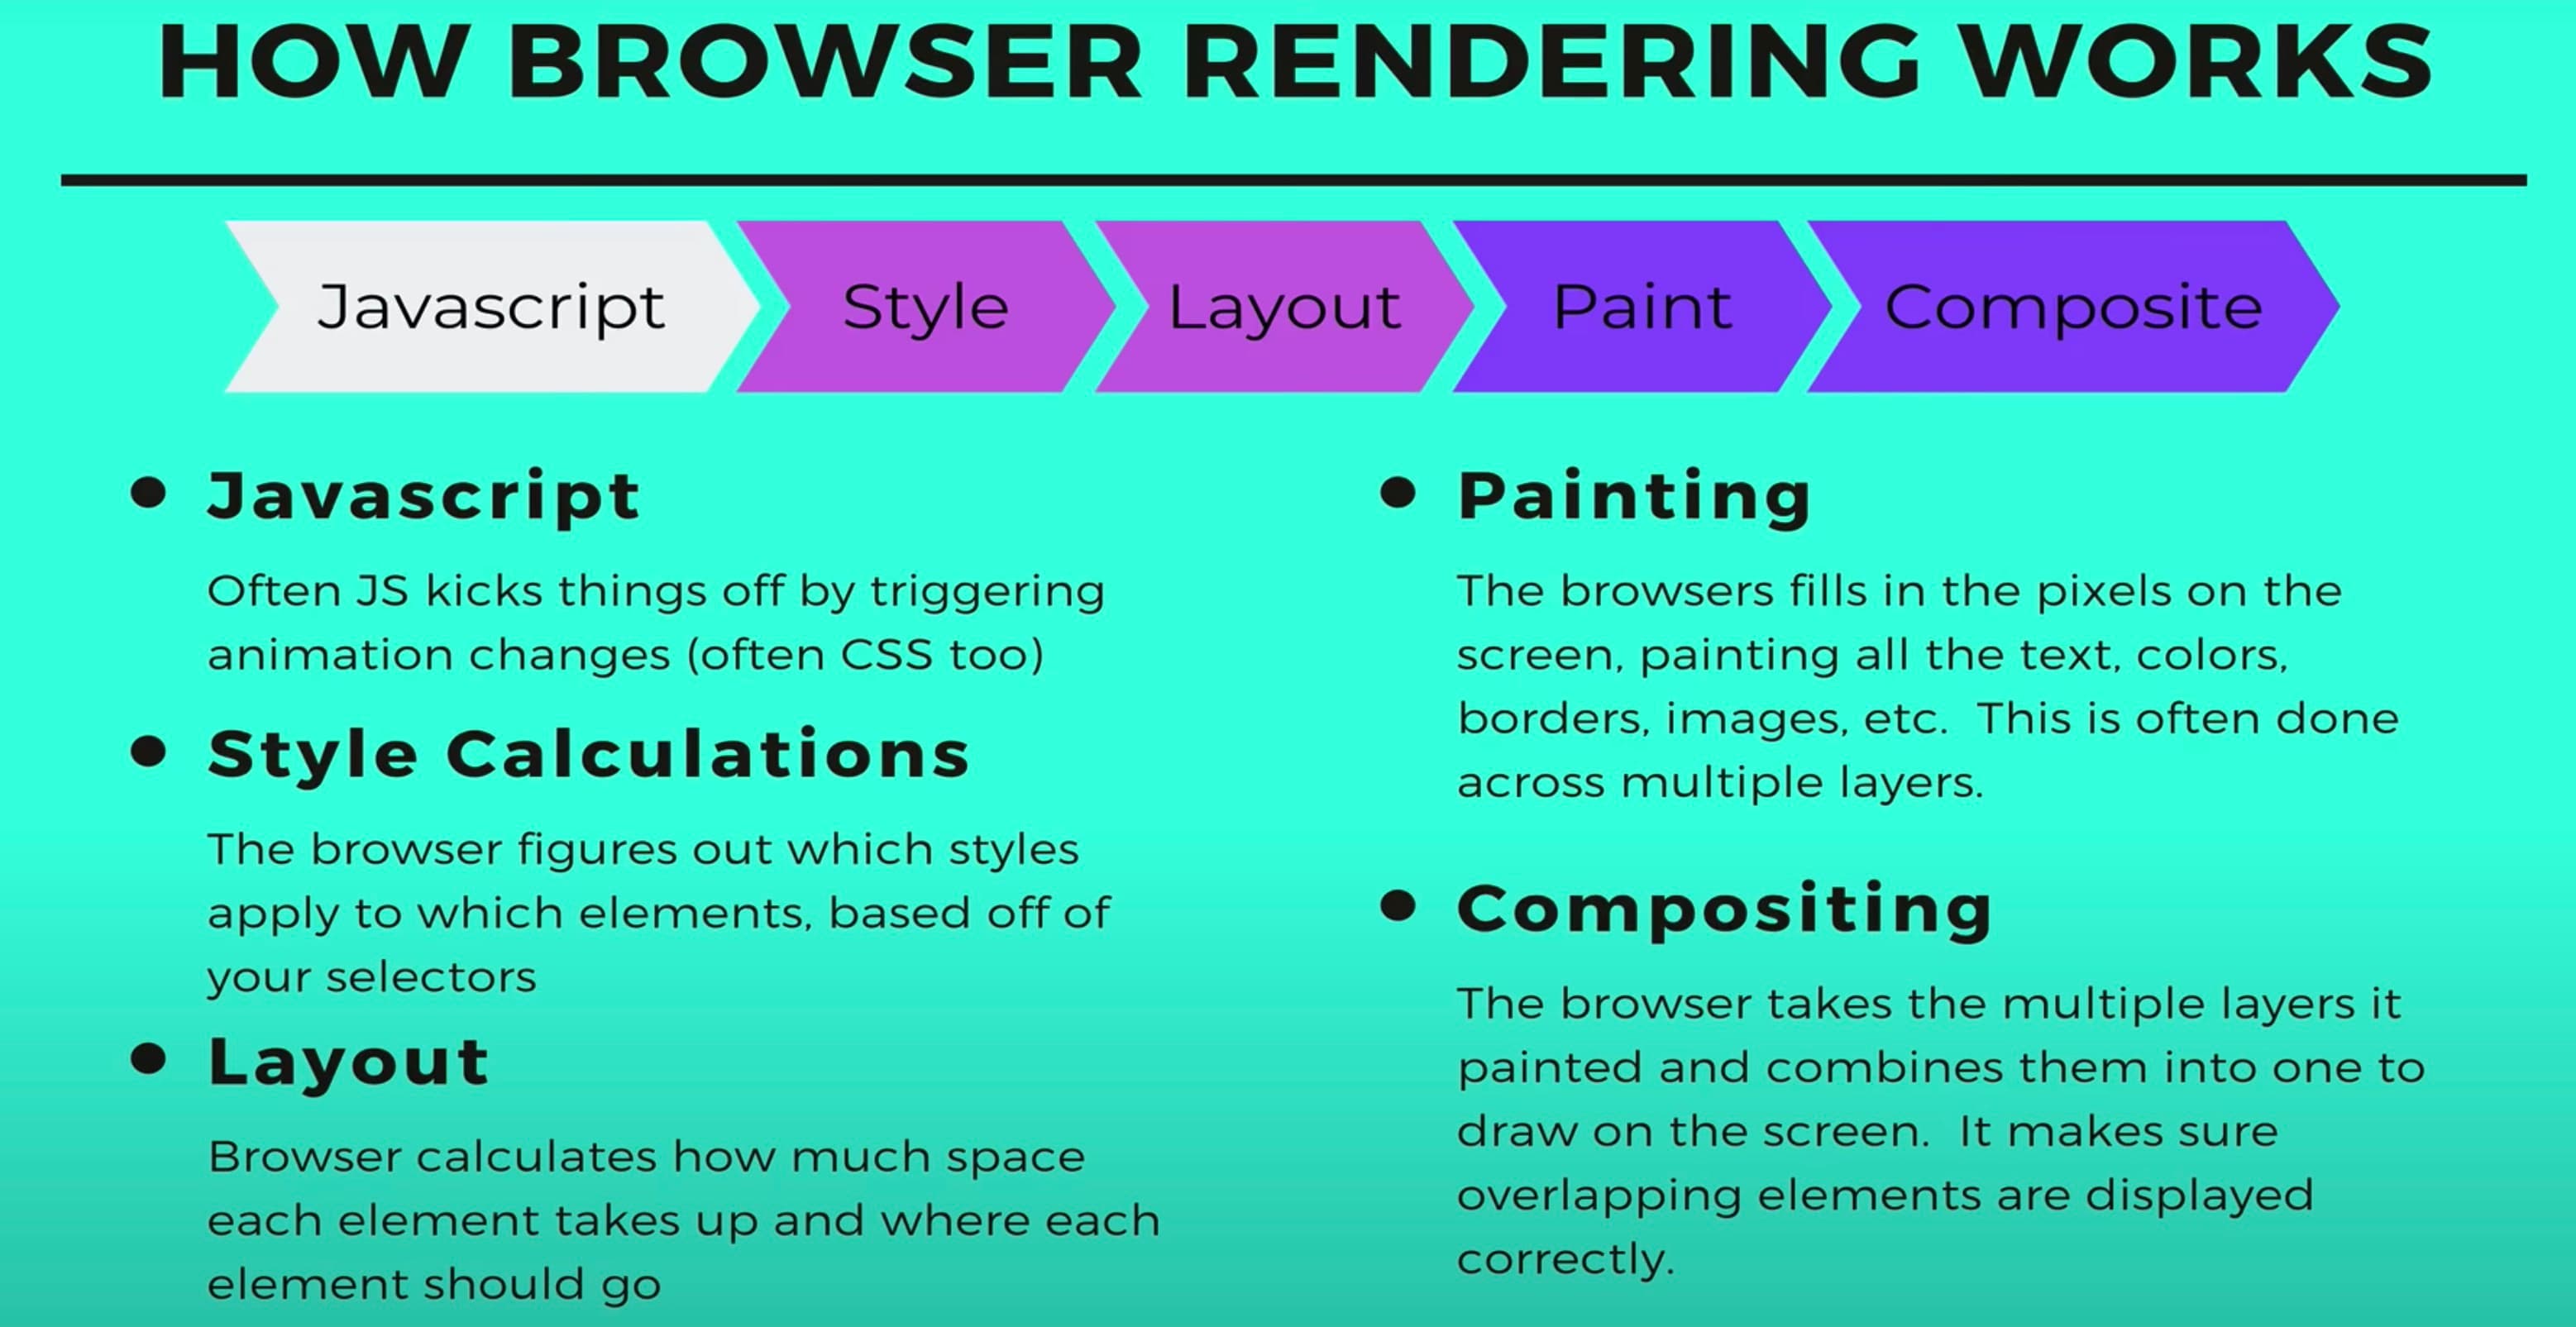 HOW BROWSER RENDERING WORKS
Javascript
Style
Layout
Paint
Composite
Javascript
Often JS kicks things off by triggering
animation changes (often CSS too)
Style Calculations
The browser figures out which styles
apply to which elements, based off of
your selectors
Layout
Browser calculates how much space
each element takes up and where each
element should go
Painting
The browsers fills in the pixels on the
screen, painting all the text, colors,
borders, images, etc.  This is often done
across multiple layers.
Compositing
The browser takes the multiple layers it
painted and combines them into one to
draw on the screen.  It makes sure
overlapping elements are displayed
correctly.